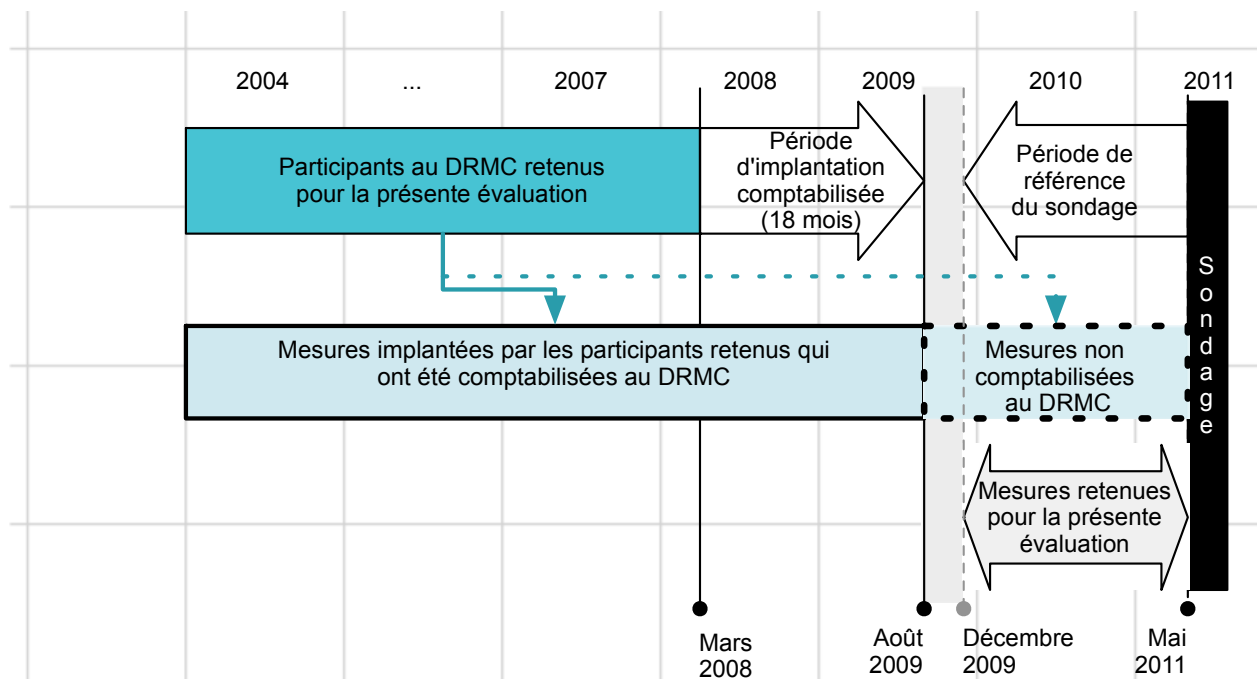 2004 ... 2007 2008 2009 2010 2011
Participants au DRMC retenus
pour la présente évaluation
Période
d'implantation
comptabilisée
(18 mois)
Période de
référence
du sondage
Sondage
Mesures implantées par les participants retenus qui
ont été comptabilisées au DRMC
Mesures non
comptabilisées
au DRMC
Mesures retenues
pour la présente
évaluation
Mars
2008
Août
2009
Décembre
2009
Mai
2011